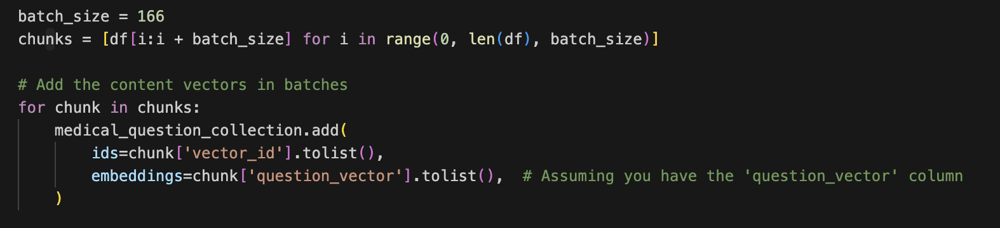 batch_size = 166
chunks = [df[i:i + batch_size] for i in range(0, len(df), batch_size)]
# Add the content vectors in batches
for chunk in chunks:
medical_question_collection.add(
ids=chunk['vector_id'].tolist(),
embeddings=chunk['question_vector'].tolist(),  # Assuming you have the 'question_vector' column
)